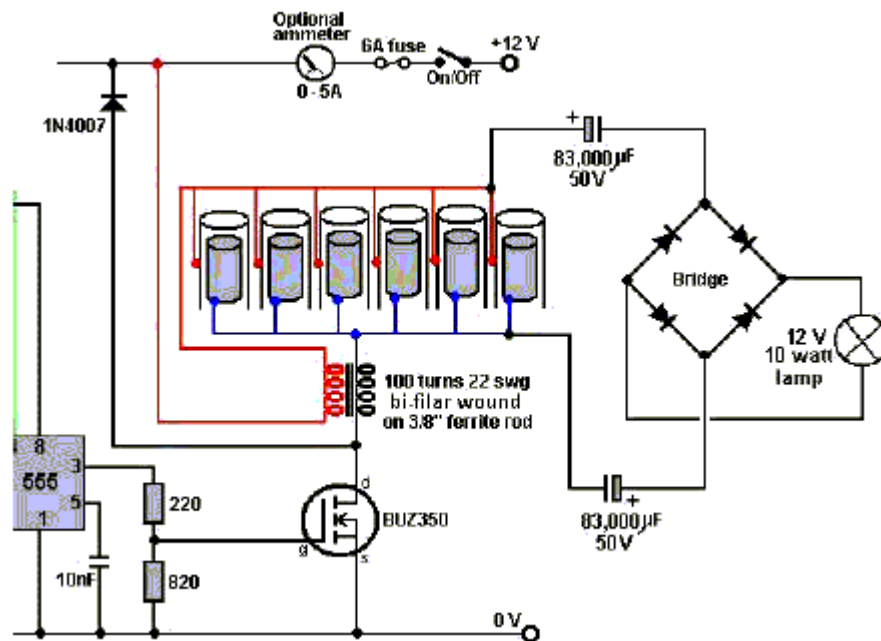 Optional
ammeter
6A fuse
+12 V
On/Off
0 - 5A
1N4007
+
83,000µF
50V
Bridge
12 V
10 watt
lamp
100 turns 22 swg
bi-filar wound
on 3/8" ferrite rod
8
3
555
5
1
220
d
BUZ350
g
s
+
83,000µF
50V
10nF
820
0 V